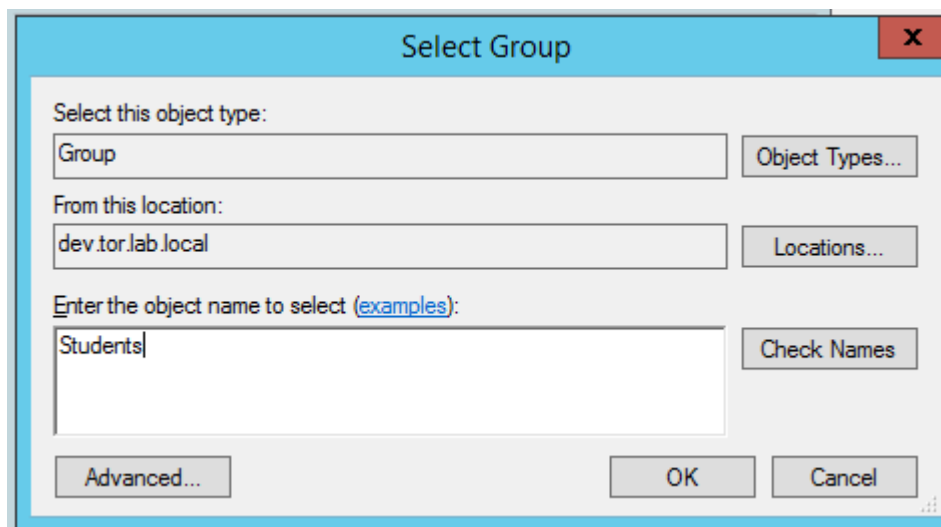 Select Group
x
Select this object type:
Group
Object Types...
From this location:
dev.tor.lab.local
Locations...
Enter the object name to select (examples):
Students
Check Names
Advanced...
OK
Cancel